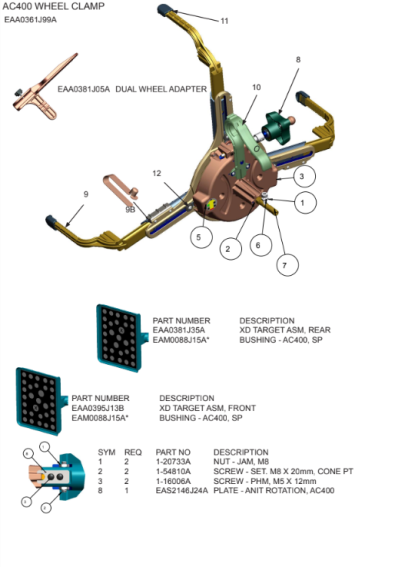 AC400 WHEEL CLAMP
EAA0361J99A
11
8
10
EAA0381J05A DUAL WHEEL ADAPTER
12
3
9
9B
1
5
2
6
7
PART NUMBER DESCRIPTION
EAA0381J35A XD TARGET ASM, REAR
EAM0088J15A* BUSHING - AC400, SP
PART NUMBER DESCRIPTION
EAA0395J13B XD TARGET ASM, FRONT
EAM0088J15A* BUSHING - AC400, SP
SYM REQ PART NO DESCRIPTION
1 2 1-20733A NUT - JAM, M8
2 2 1-54810A SCREW - SET. M8 X 20mm, CONE PT
3 2 1-16006A SCREW - PHM, M5 X 12mm
8 1 EAS2146J24A PLATE - ANIT ROTATION, AC400